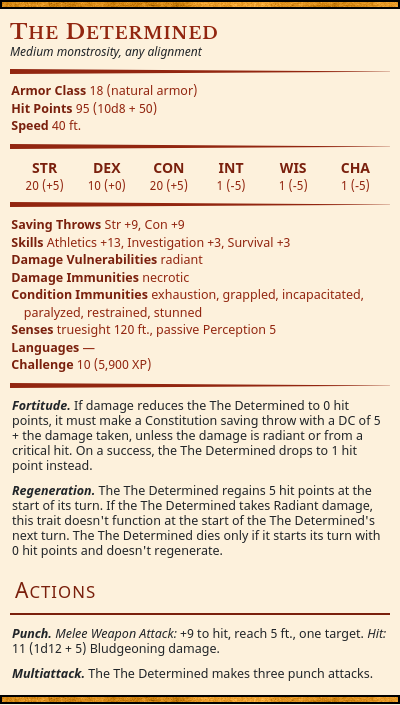 The Determined
Medium monstrosity, any alignment
Armor Class 18 (natural armor)
Hit Points 95 (10d8 + 50)
Speed 40 ft.
STR DEX CON INT WIS CHA
20 (+5) 10 (+0) 20 (+5) 1 (-5) 1 (-5) 1 (-5)
Saving Throws Str +9, Con +9
Skills Athletics +13, Investigation +3, Survival +3
Damage Vulnerabilities radiant
Damage Immunities necrotic
Condition Immunities exhaustion, grappled, incapacitated,
paralyzed, restrained, stunned
Senses truesight 120 ft., passive Perception 5
Languages —
Challenge 10 (5,900 XP)
Fortitude. If damage reduces the The Determined to 0 hit
points, it must make a Constitution saving throw with a DC of 5
+ the damage taken, unless the damage is radiant or from a
critical hit. On a success, the The Determined drops to 1 hit
point instead.
Regeneration. The The Determined regains 5 hit points at the
start of its turn. If the The Determined takes Radiant damage,
this trait doesn't function at the start of the The Determined's
next turn. The The Determined dies only if it starts its turn with
0 hit points and doesn't regenerate.
Actions
Punch. Melee Weapon Attack: +9 to hit, reach 5 ft., one target. Hit:
11 (1d12 + 5) Bludgeoning damage.
Multiattack. The The Determined makes three punch attacks.